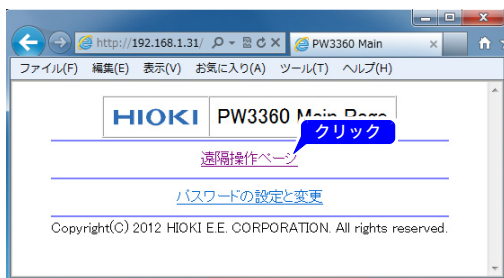 http://192.168.1.31/ PW3360 Main
ファイル(F) 編集(E) 表示(V) お気に入り(A) ツール(T) ヘルプ(H)
HIOKI PW3360 Main Page
クリック
遠隔操作ページ
パスワードの設定と変更
Copyright(C) 2012 HIOKI E.E. CORPORATION. All rights reserved.